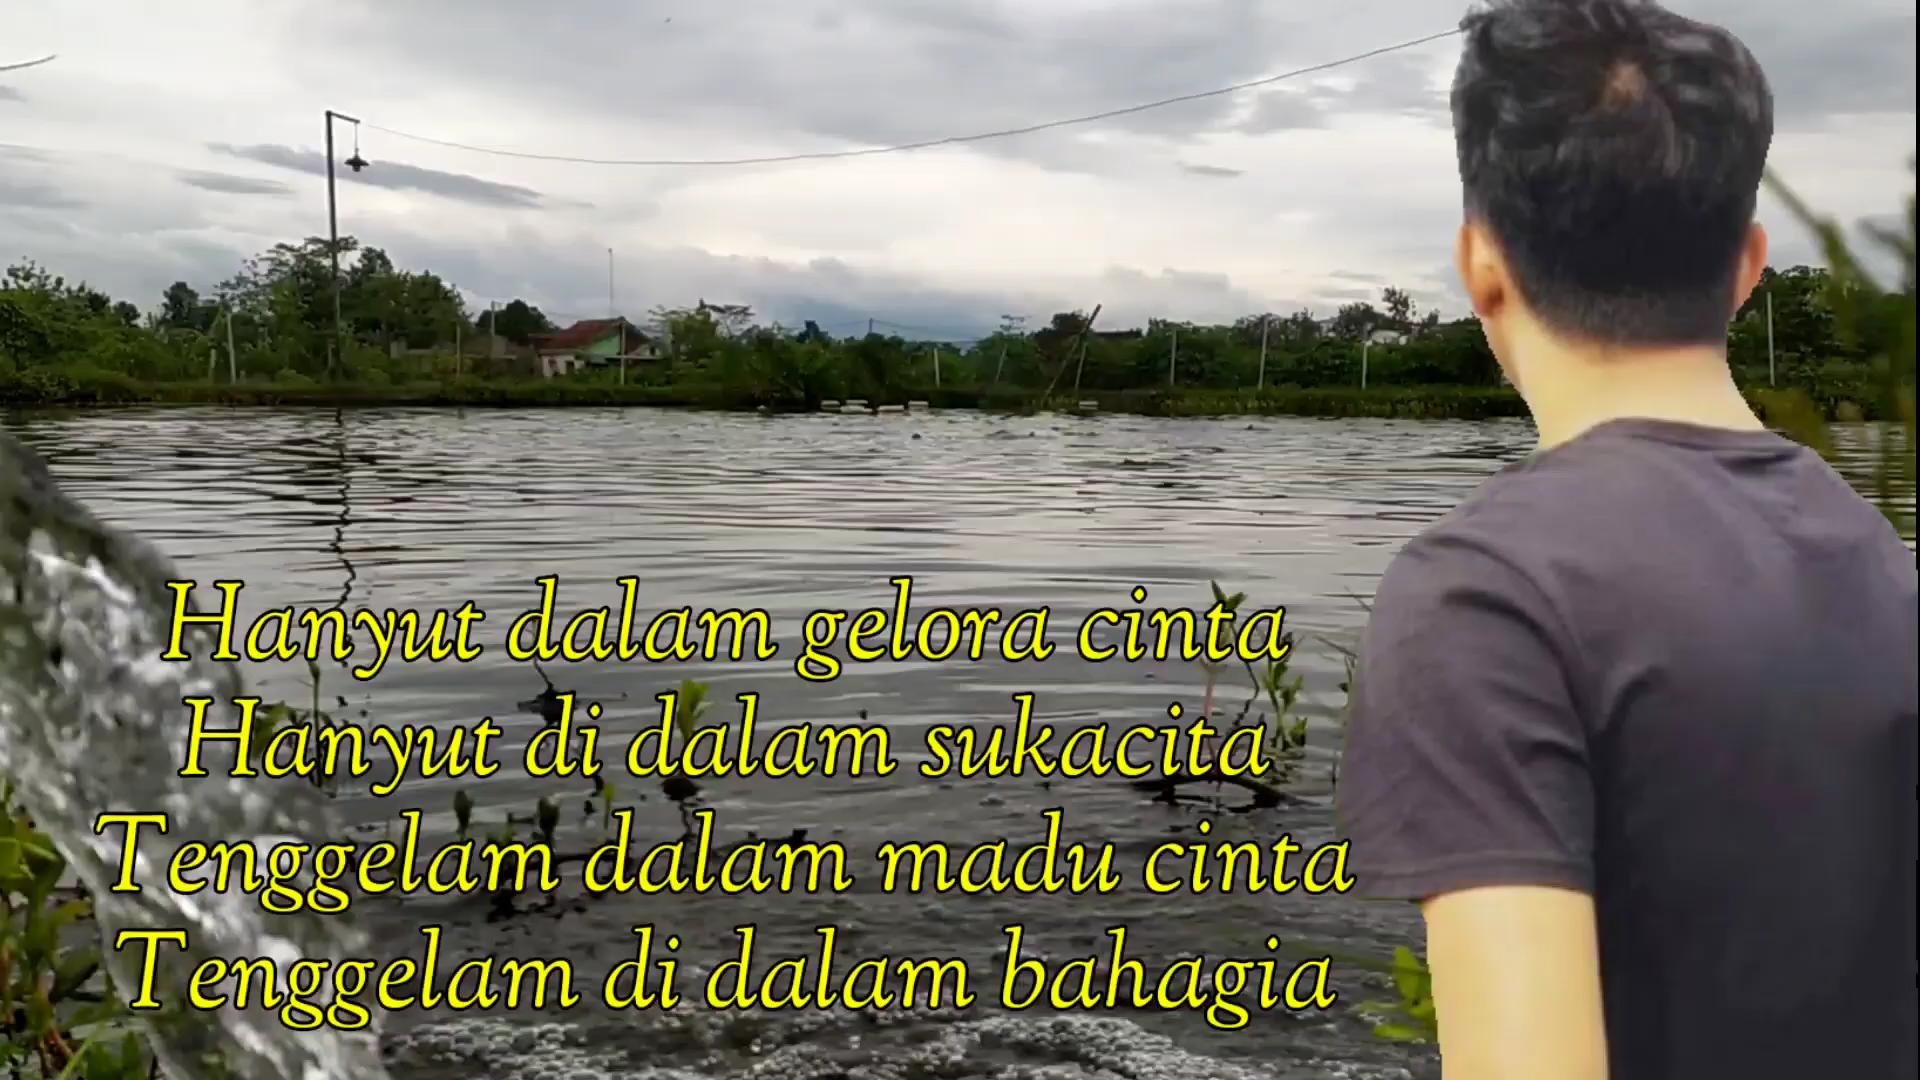 Hanyut dalam gelora cinta
Hanyut di dalam sukacita
Tenggelam dalam madu cinta
Tenggelam di dalam bahagia